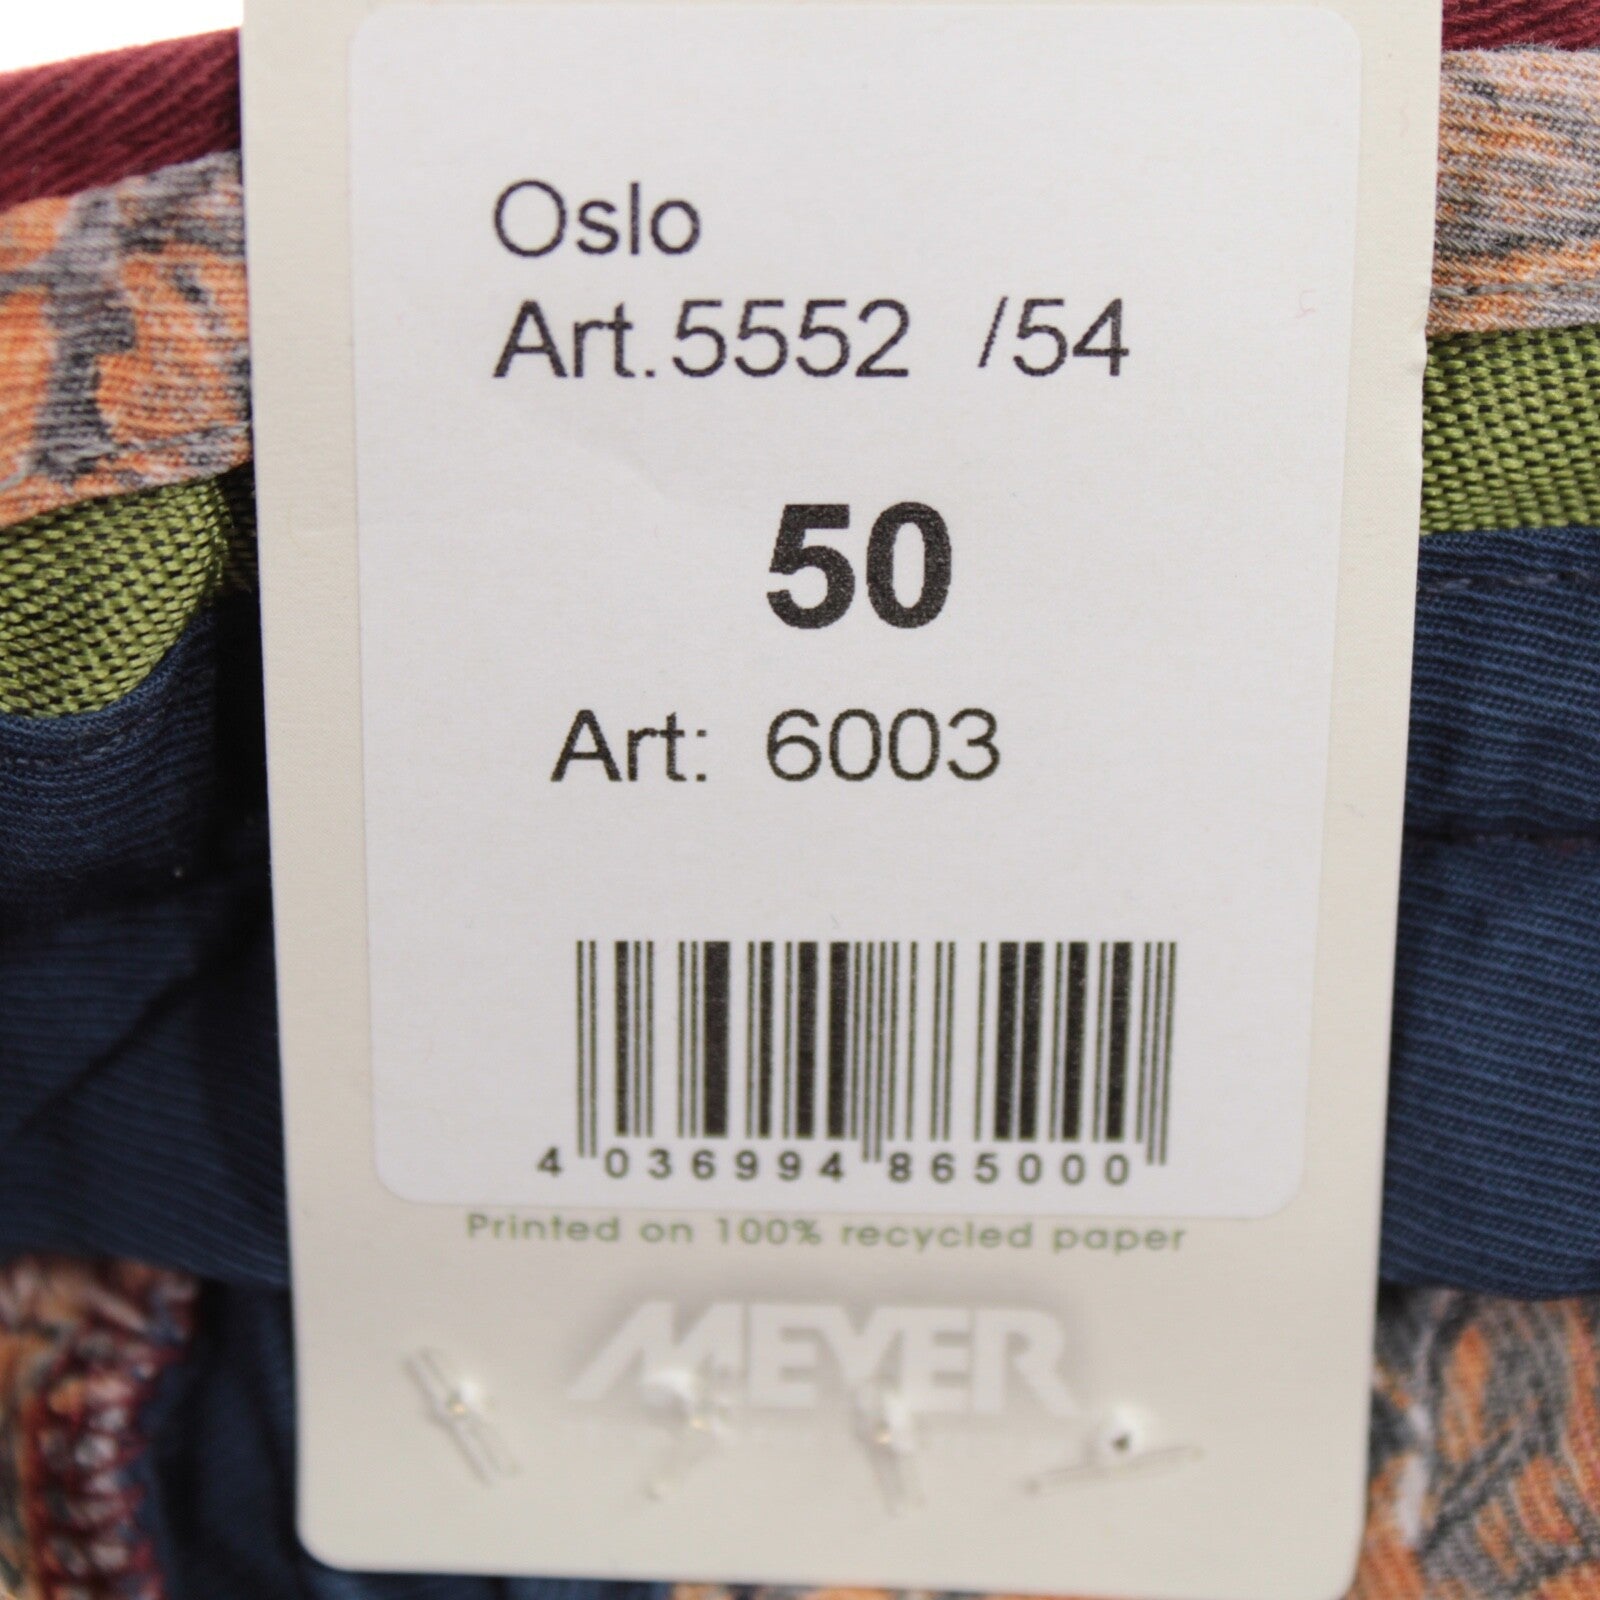 Oslo
Art.5552 /54
50
Art: 6003
4 036994 865000
Printed on 100% recycled paper
MEYER